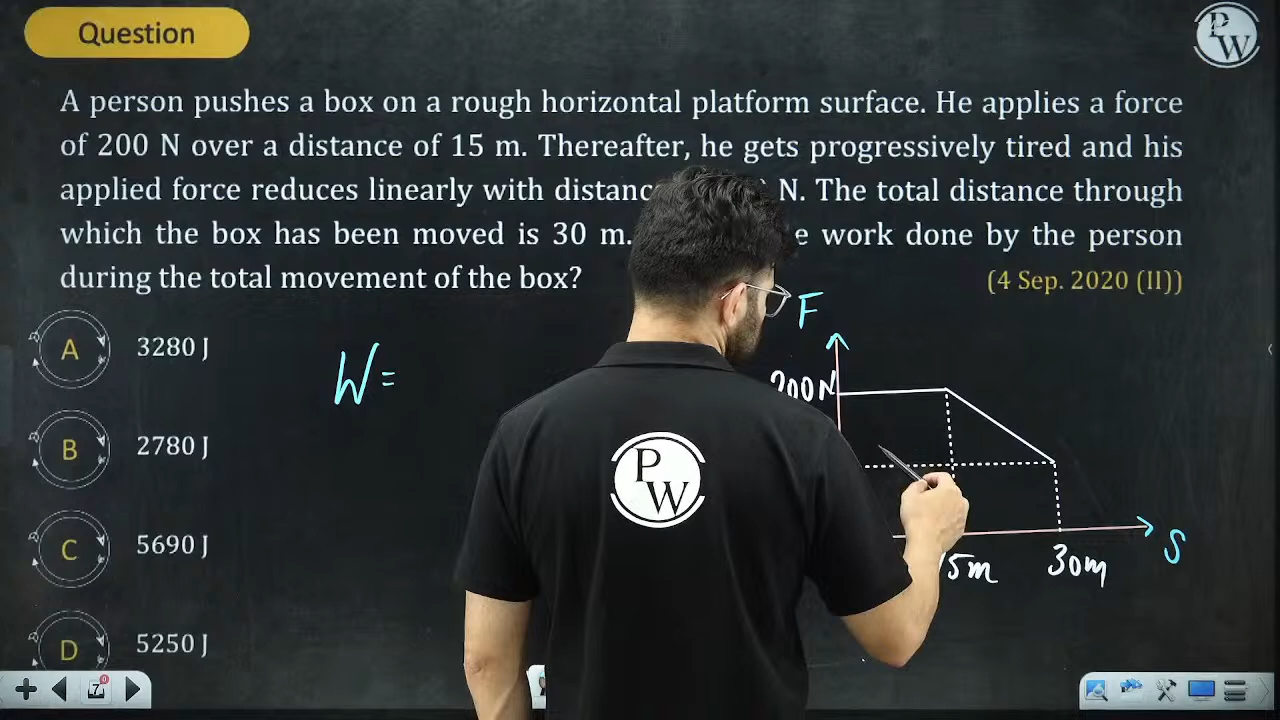 Question
PW
A person pushes a box on a rough horizontal platform surface. He applies a force
of 200 N over a distance of 15 m. Thereafter, he gets progressively tired and his
applied force reduces linearly with distanc N. The total distance through
which the box has been moved is 30 m. e work done by the person
during the total movement of the box?
(4 Sep. 2020 (II))
A 3280 J
B 2780 J
C 5690 J
D 5250 J
W=
F
200N
5m
30m
S
PW
7
0